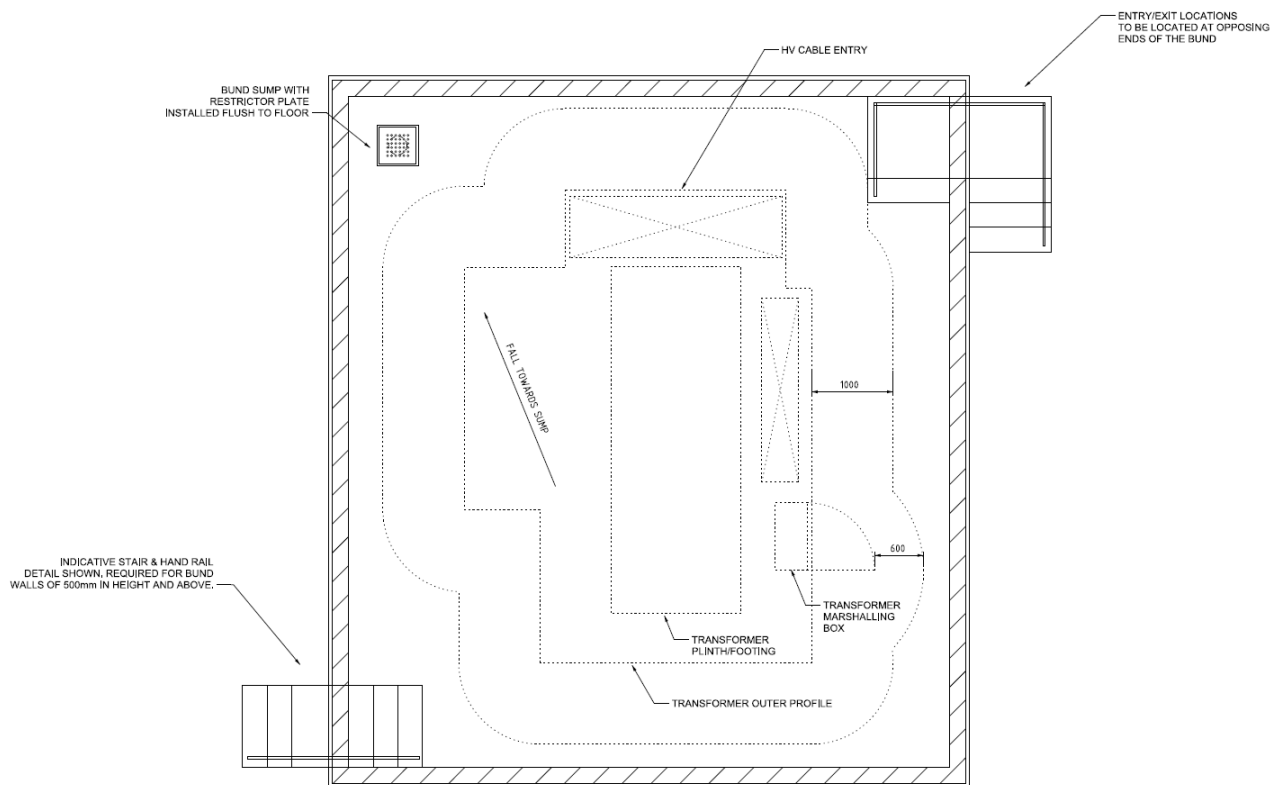 ENTRY/EXIT LOCATIONS
TO BE LOCATED AT OPPOSING
ENDS OF THE BUND
HV CABLE ENTRY
BUND SUMP WITH
RESTRICTOR PLATE
INSTALLED FLUSH TO FLOOR
FALL TOWARDS SUMP
1000
600
INDICATIVE STAIR & HAND RAIL
DETAIL SHOWN, REQUIRED FOR BUND
WALLS OF 500mm IN HEIGHT AND ABOVE.
TRANSFORMER
MARSHALLING
BOX
TRANSFORMER
PLINTH/FOOTING
TRANSFORMER OUTER PROFILE